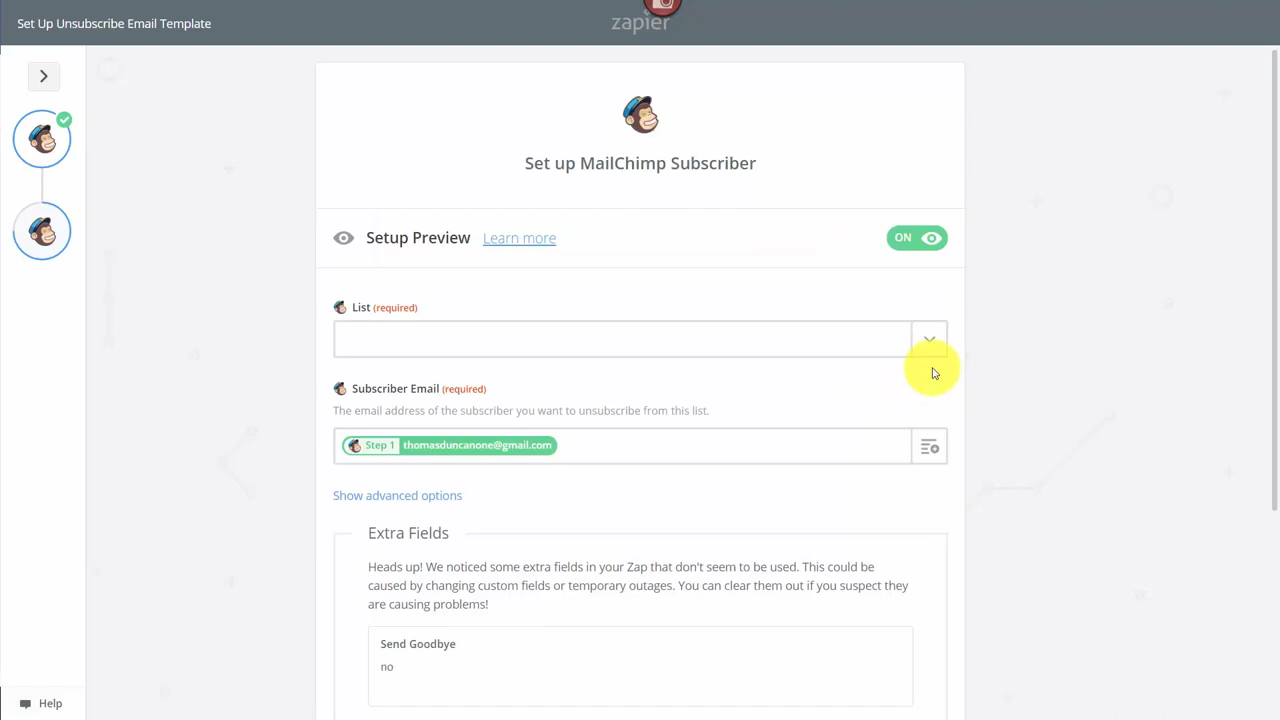 Set Up Unsubscribe Email Template
zapier
Set up MailChimp Subscriber
Setup Preview Learn more ON
List (required)
Subscriber Email (required)
The email address of the subscriber you want to unsubscribe from this list.
Step 1 thomasduncanone@gmail.com
Show advanced options
Extra Fields
Heads up! We noticed some extra fields in your Zap that don't seem to be used. This could be
caused by changing custom fields or temporary outages. You can clear them out if you suspect they
are causing problems!
Send Goodbye
no
Help